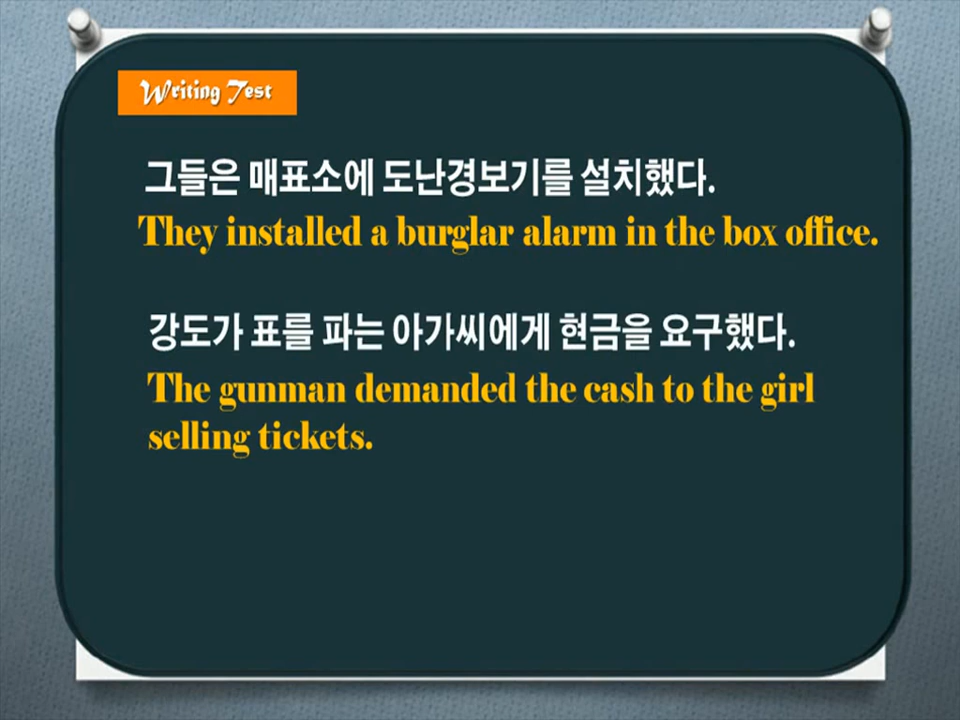 Writing Test
그들은 매표소에 도난경보기를 설치했다.
They installed a burglar alarm in the box office.
강도가 표를 파는 아가씨에게 현금을 요구했다.
The gunman demanded the cash to the girl
selling tickets.